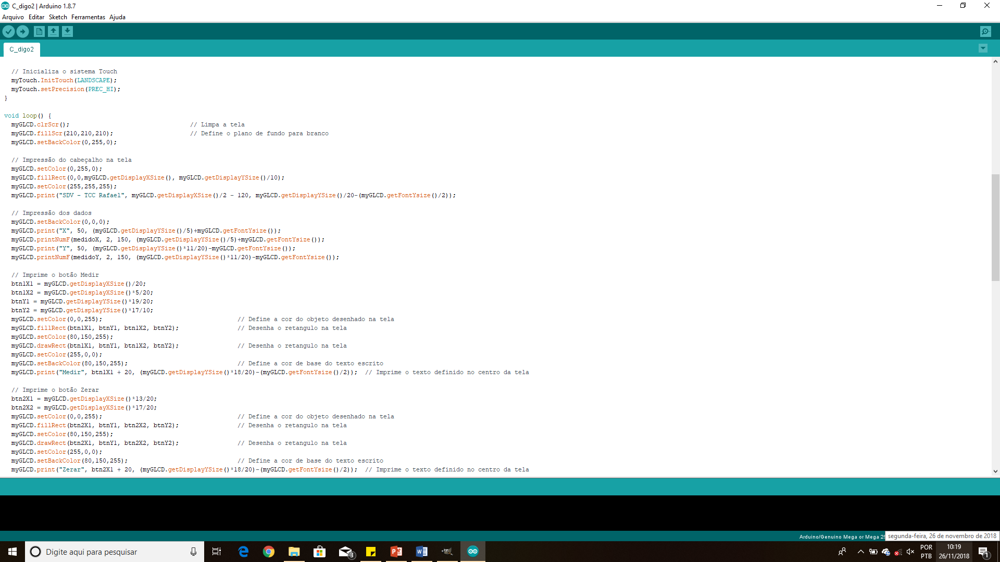 C_digo2 | Arduino 1.8.7
Arquivo Editar Sketch Ferramentas Ajuda
C_digo2
// Inicializa o sistema Touch
myTouch.InitTouch(LANDSCAPE);
myTouch.setPrecision(PREC_HI);
}
void loop() {
myGLCD.clrScr(); // Limpa a tela
myGLCD.fillScr(210,210,210); // Define o plano de fundo para branco
myGLCD.setBackColor(0,255,0);
// Impressão do cabeçalho na tela
myGLCD.setColor(0,255,0);
myGLCD.fillRect(0,0,myGLCD.getDisplayXSize(), myGLCD.getDisplayYSize()/10);
myGLCD.setColor(255,255,255);
myGLCD.print("SDV - TCC Rafael", myGLCD.getDisplayXSize()/2 - 120, myGLCD.getDisplayYSize()/20-(myGLCD.getFontYsize()/2));
// Impressão dos dados
myGLCD.setBackColor(0,0,0);
myGLCD.print("X", 50, (myGLCD.getDisplayYSize()/5)+myGLCD.getFontYsize());
myGLCD.printNumF(medidoX, 2, 150, (myGLCD.getDisplayYSize()/5)+myGLCD.getFontYsize());
myGLCD.print("Y", 50, (myGLCD.getDisplayYSize()*11/20)-myGLCD.getFontYsize());
myGLCD.printNumF(medidoY, 2, 150, (myGLCD.getDisplayYSize()*11/20)-myGLCD.getFontYsize());
// Imprime o botão Medir
btn1X1 = myGLCD.getDisplayXSize()/20;
btn1X2 = myGLCD.getDisplayXSize()*5/20;
btnY1 = myGLCD.getDisplayYSize()*19/20;
btnY2 = myGLCD.getDisplayYSize()*17/10;
myGLCD.setColor(0,0,255); // Define a cor do objeto desenhado na tela
myGLCD.fillRect(btn1X1, btnY1, btn1X2, btnY2); // Desenha o retangulo na tela
myGLCD.setColor(80,150,255);
myGLCD.drawRect(btn1X1, btnY1, btn1X2, btnY2); // Desenha o retangulo na tela
myGLCD.setColor(255,0,0);
myGLCD.setBackColor(80,150,255); // Define a cor de base do texto escrito
myGLCD.print("Medir", btn1X1 + 20, (myGLCD.getDisplayYSize()*18/20)-(myGLCD.getFontYsize()/2)); // Imprime o texto definido no centro da tela
// Imprime o botão Zerar
btn2X1 = myGLCD.getDisplayXSize()*13/20;
btn2X2 = myGLCD.getDisplayXSize()*17/20;
myGLCD.setColor(0,0,255); // Define a cor do objeto desenhado na tela
myGLCD.fillRect(btn2X1, btnY1, btn2X2, btnY2); // Desenha o retangulo na tela
myGLCD.setColor(80,150,255);
myGLCD.drawRect(btn2X1, btnY1, btn2X2, btnY2); // Desenha o retangulo na tela
myGLCD.setColor(255,0,0);
myGLCD.setBackColor(80,150,255); // Define a cor de base do texto escrito
myGLCD.print("Zerar", btn2X1 + 20, (myGLCD.getDisplayYSize()*18/20)-(myGLCD.getFontYsize()/2)); // Imprime o texto definido no centro da tela
Arduino/Genuino Mega or Mega 25
segunda-feira, 26 de novembro de 2018
Digite aqui para pesquisar
3
POR
PTB
10:19
26/11/2018
1